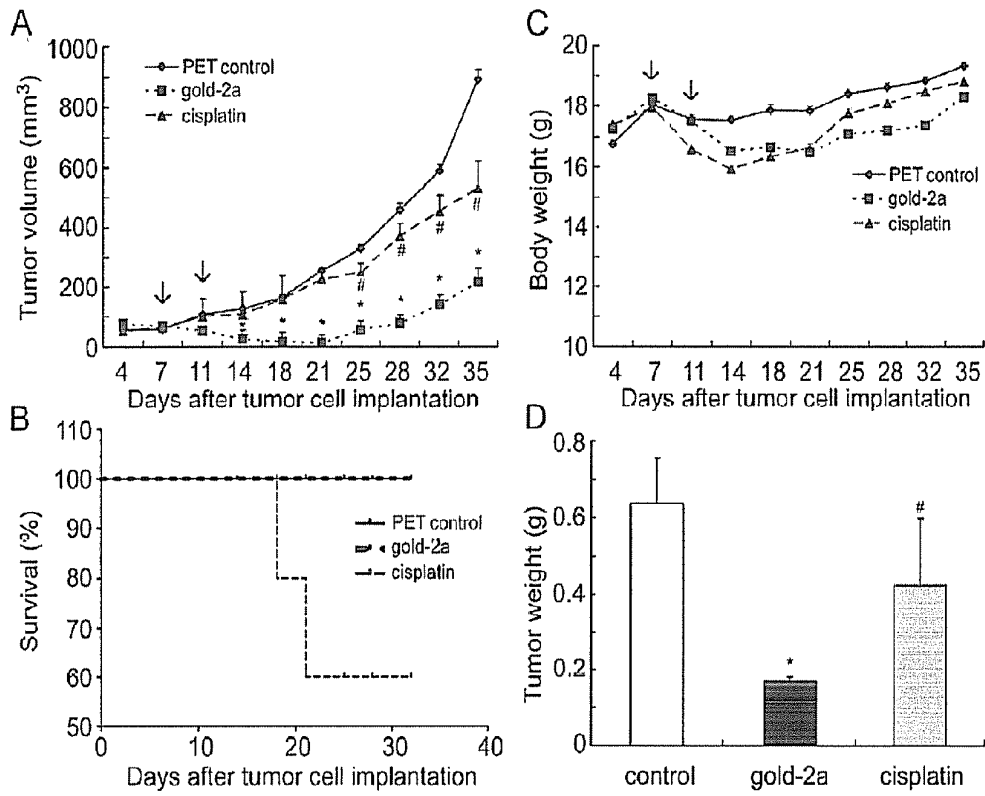 A
Tumor volume (mm³)
1000
800
600
400
200
0
PET control
gold-2a
cisplatin
# # # #
* * * * * * *
4 7 11 14 18 21 25 28 32 35
Days after tumor cell implantation
C
Body weight (g)
20
18
16
14
12
10
PET control
gold-2a
cisplatin
4 7 11 14 18 21 25 28 32 35
Days after tumor cell implantation
B
Survival (%)
110
100
90
80
70
60
50
PET control
gold-2a
cisplatin
0 10 20 30 40
Days after tumor cell implantation
D
Tumor weight (g)
0.8
0.6
0.4
0.2
0
*
#
control gold-2a cisplatin